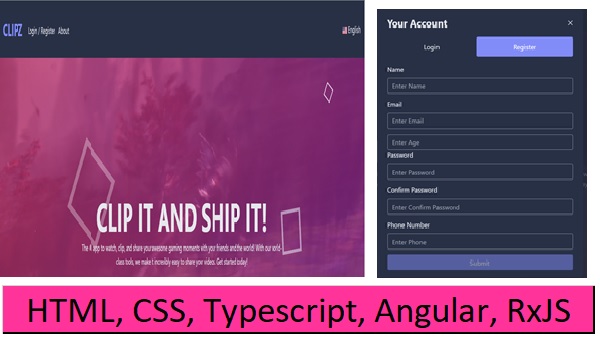 CLIPZ Login / Register About English
CLIP IT AND SHIP IT!
The # app to watch, clip, and share your awesome gaming moments with your friends and the world! With our world-
class tools, we make it incredibly easy to share your videos. Get started today!
Your Account ×
Login Register
Name
Enter Name
Email
Enter Email
Enter Age
Password
Enter Password
Confirm Password
Enter Confirm Password
Phone Number
Enter Phone
Submit
HTML, CSS, Typescript, Angular, RxJS